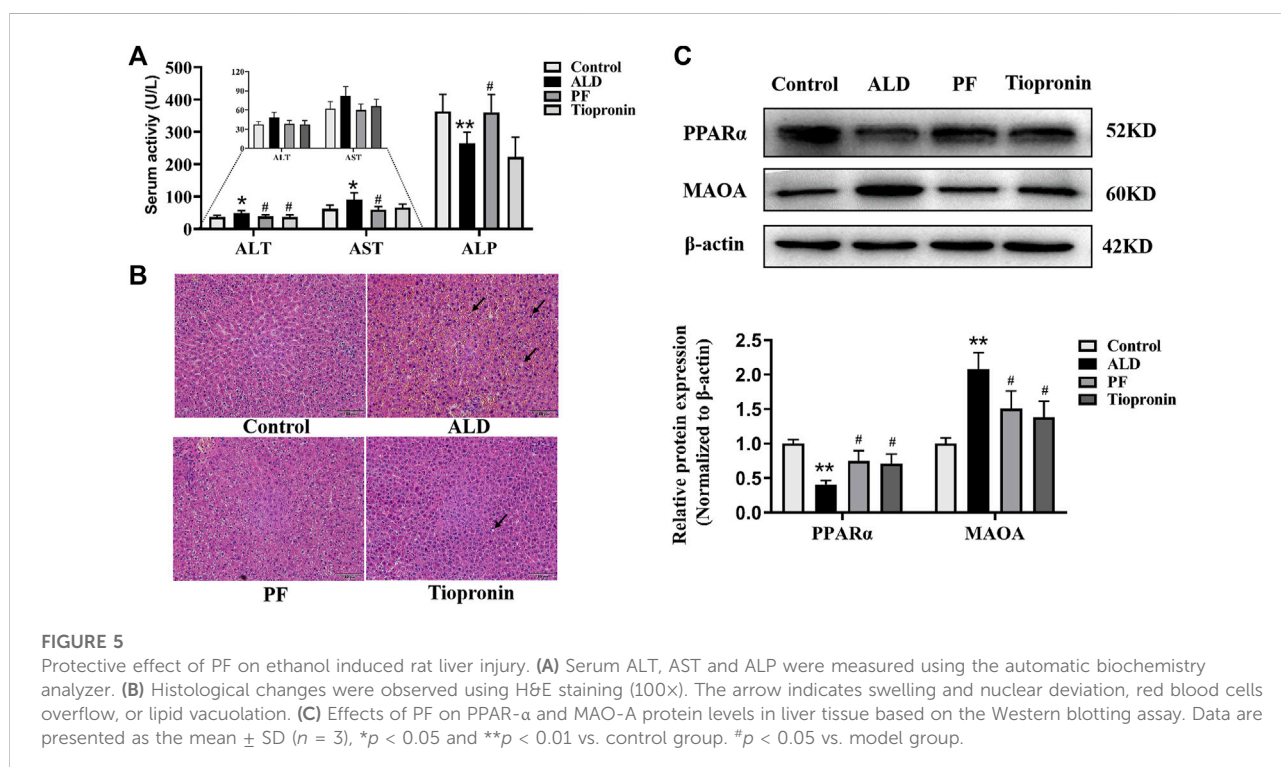 A
Serum activiy (U/L)
500
400
300
200
100
0
120
90
60
30
0
ALT
AST
Control
ALD
PF
Tiopronin
*
#
#
*
#
**
#
ALT
AST
ALP
B
Control
ALD
PF
Tiopronin
C
Control
ALD
PF
Tiopronin
PPARα
52KD
MAOA
60KD
β-actin
42KD
Relative protein expression
(Normalized to β-actin)
2.5
2.0
1.5
1.0
0.5
0.0
**
#
#
**
#
#
PPARα
MAOA
Control
ALD
PF
Tiopronin
FIGURE 5
Protective effect of PF on ethanol induced rat liver injury. (A) Serum ALT, AST and ALP were measured using the automatic biochemistry
analyzer. (B) Histological changes were observed using H&E staining (100×). The arrow indicates swelling and nuclear deviation, red blood cells
overflow, or lipid vacuolation. (C) Effects of PF on PPAR-α and MAO-A protein levels in liver tissue based on the Western blotting assay. Data are
presented as the mean ± SD (n = 3), *p < 0.05 and **p < 0.01 vs. control group. #p < 0.05 vs. model group.